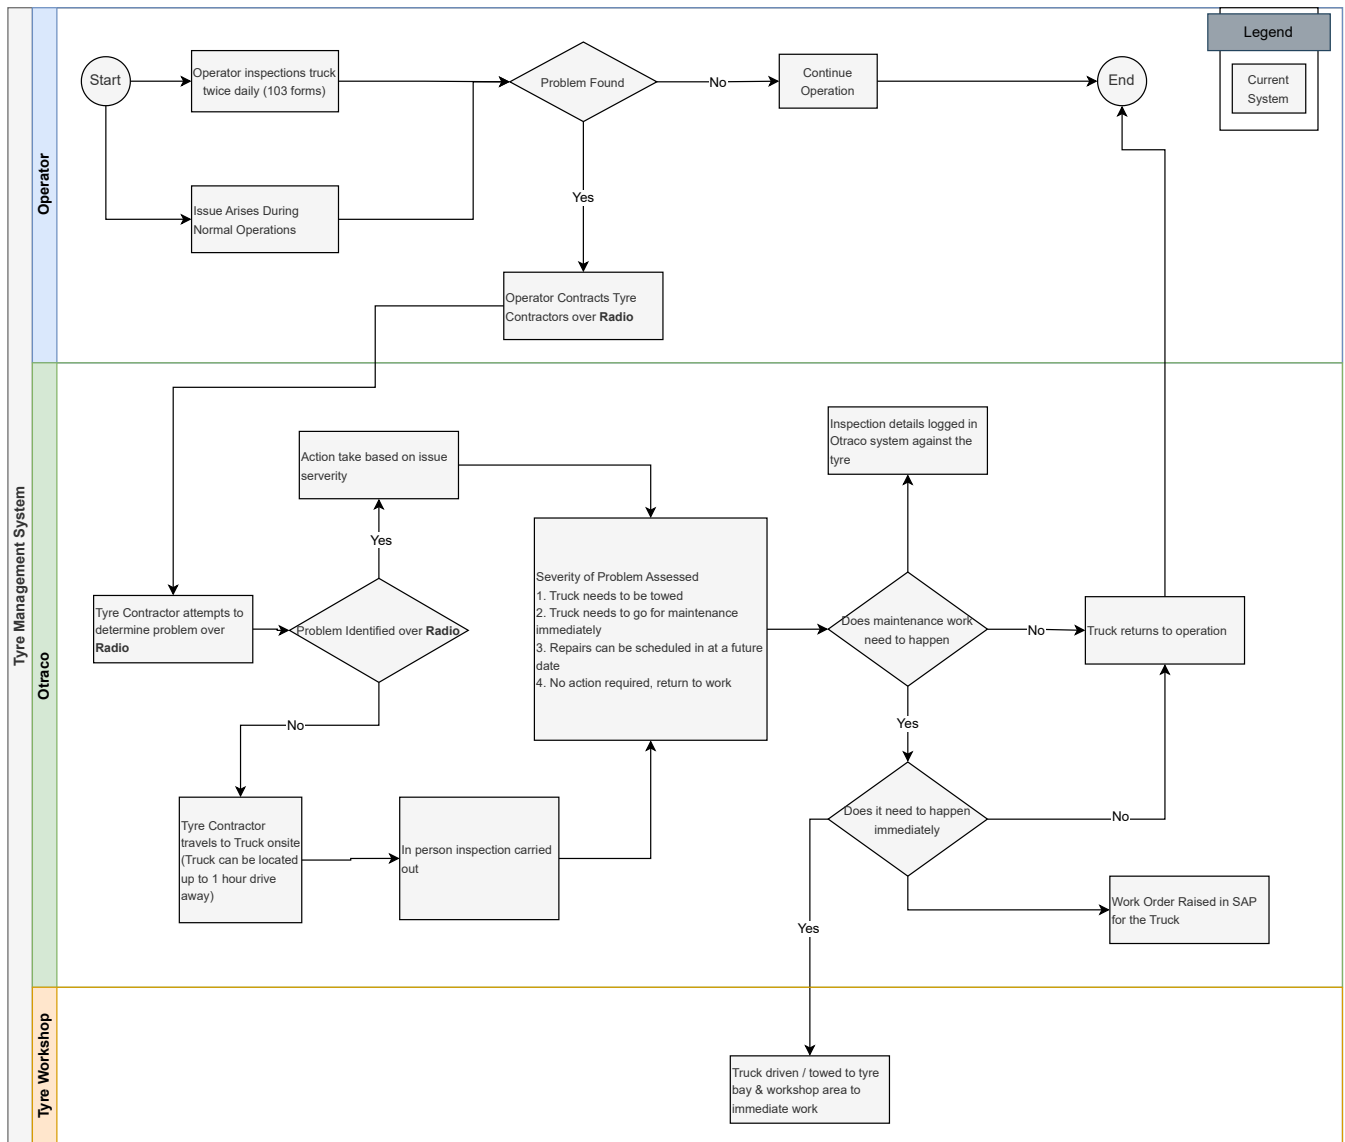 Legend
Current
System
Tyre Management System
Operator
Start
Operator inspections truck
twice daily (103 forms)
Problem Found
No
Continue
Operation
End
Issue Arises During
Normal Operations
Yes
Operator Contracts Tyre
Contractors over Radio
Otraco
Action take based on issue
serverity
Yes
Tyre Contractor attempts to
determine problem over
Radio
Problem Identified over Radio
No
Tyre Contractor
travels to Truck onsite
(Truck can be located
up to 1 hour drive
away)
In person inspection carried
out
Severity of Problem Assessed
1. Truck needs to be towed
2. Truck needs to go for maintenance
immediately
3. Repairs can be scheduled in at a future
date
4. No action required, return to work
Inspection details logged in
Otraco system against the
tyre
Does maintenance work
need to happen
No
Truck returns to operation
Yes
Does it need to happen
immediately
No
Work Order Raised in SAP
for the Truck
Yes
Tyre Workshop
Truck driven / towed to tyre
bay & workshop area to
immediate work